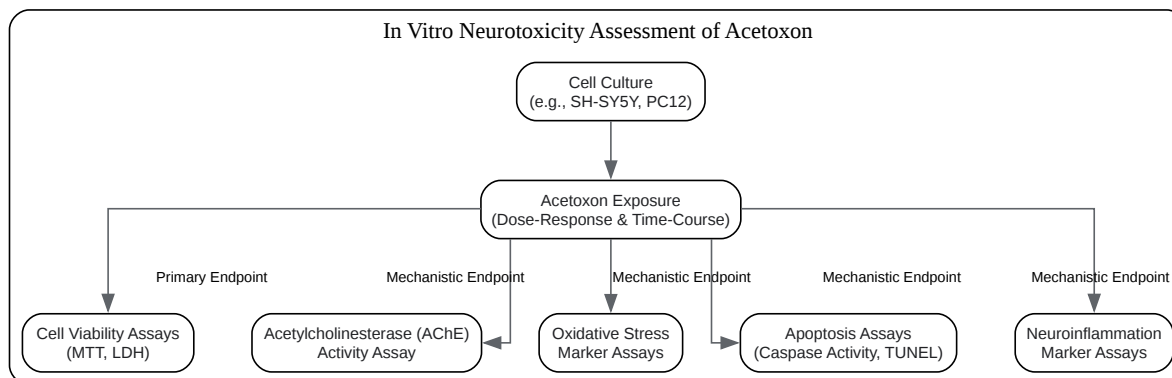 In Vitro Neurotoxicity Assessment of Acetoxon
Cell Culture
(e.g., SH-SY5Y, PC12)
Acetoxon Exposure
(Dose-Response & Time-Course)
Primary Endpoint
Mechanistic Endpoint
Mechanistic Endpoint
Mechanistic Endpoint
Mechanistic Endpoint
Cell Viability Assays
(MTT, LDH)
Acetylcholinesterase (AChE)
Activity Assay
Oxidative Stress
Marker Assays
Apoptosis Assays
(Caspase Activity, TUNEL)
Neuroinflammation
Marker Assays